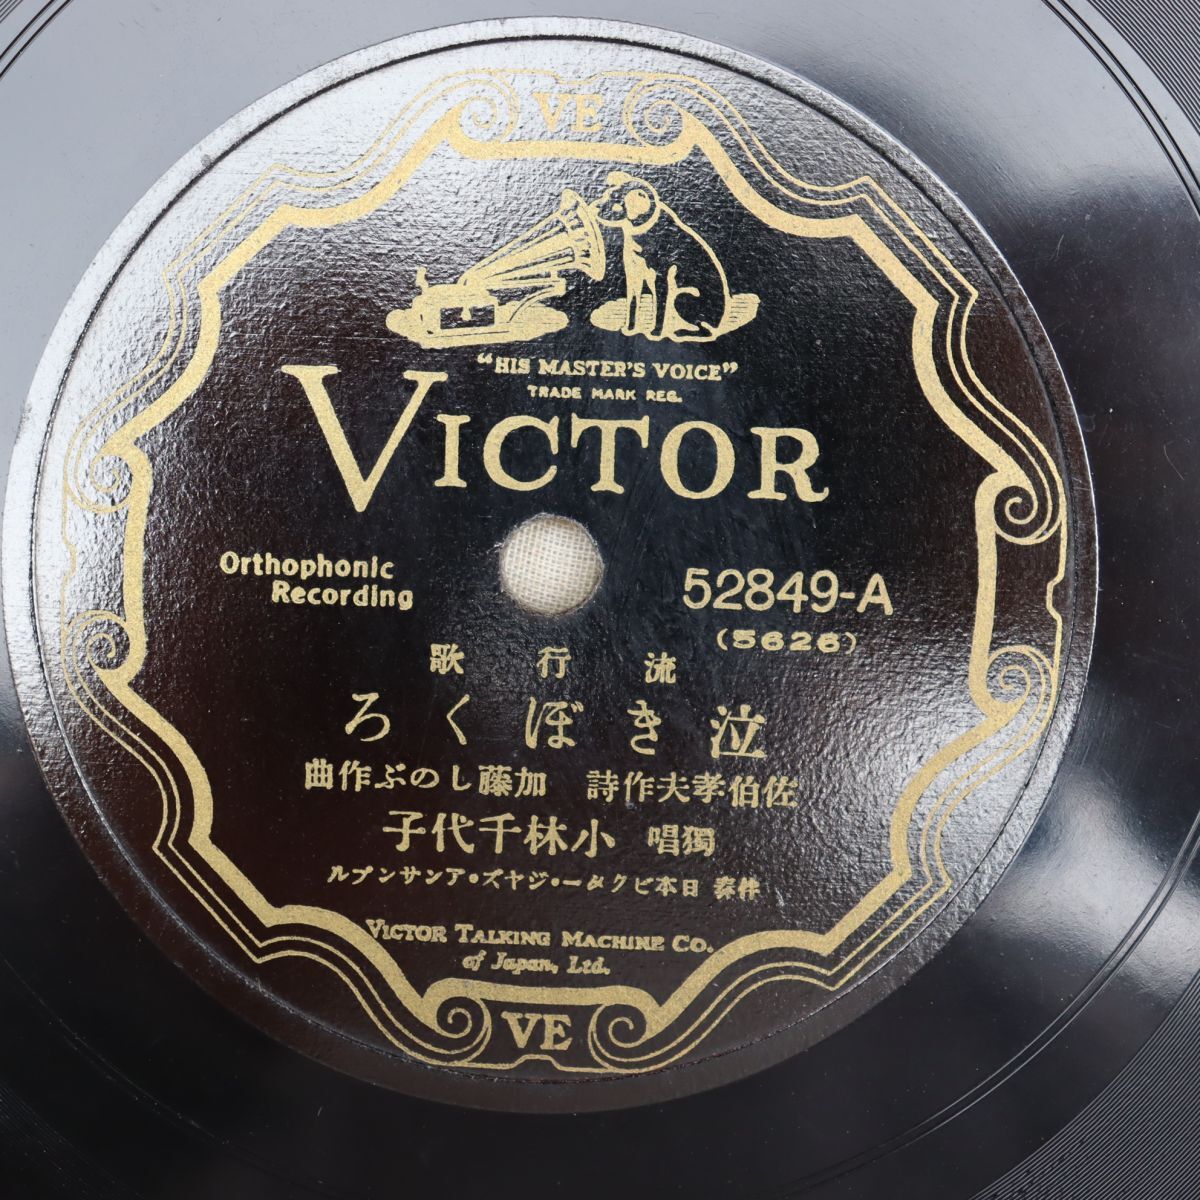 VE
"HIS MASTER'S VOICE"
TRADE MARK REG.
VICTOR
Orthophonic
Recording
52849-A
(5626)
流行歌
泣きぼくろ
佐伯孝夫作詩 加藤しのぶ作曲
獨唱 小林千代子
伴奏 日本ビクター・ジヤズ・アンサンブル
VICTOR TALKING MACHINE CO.
of Japan, Ltd.
VE